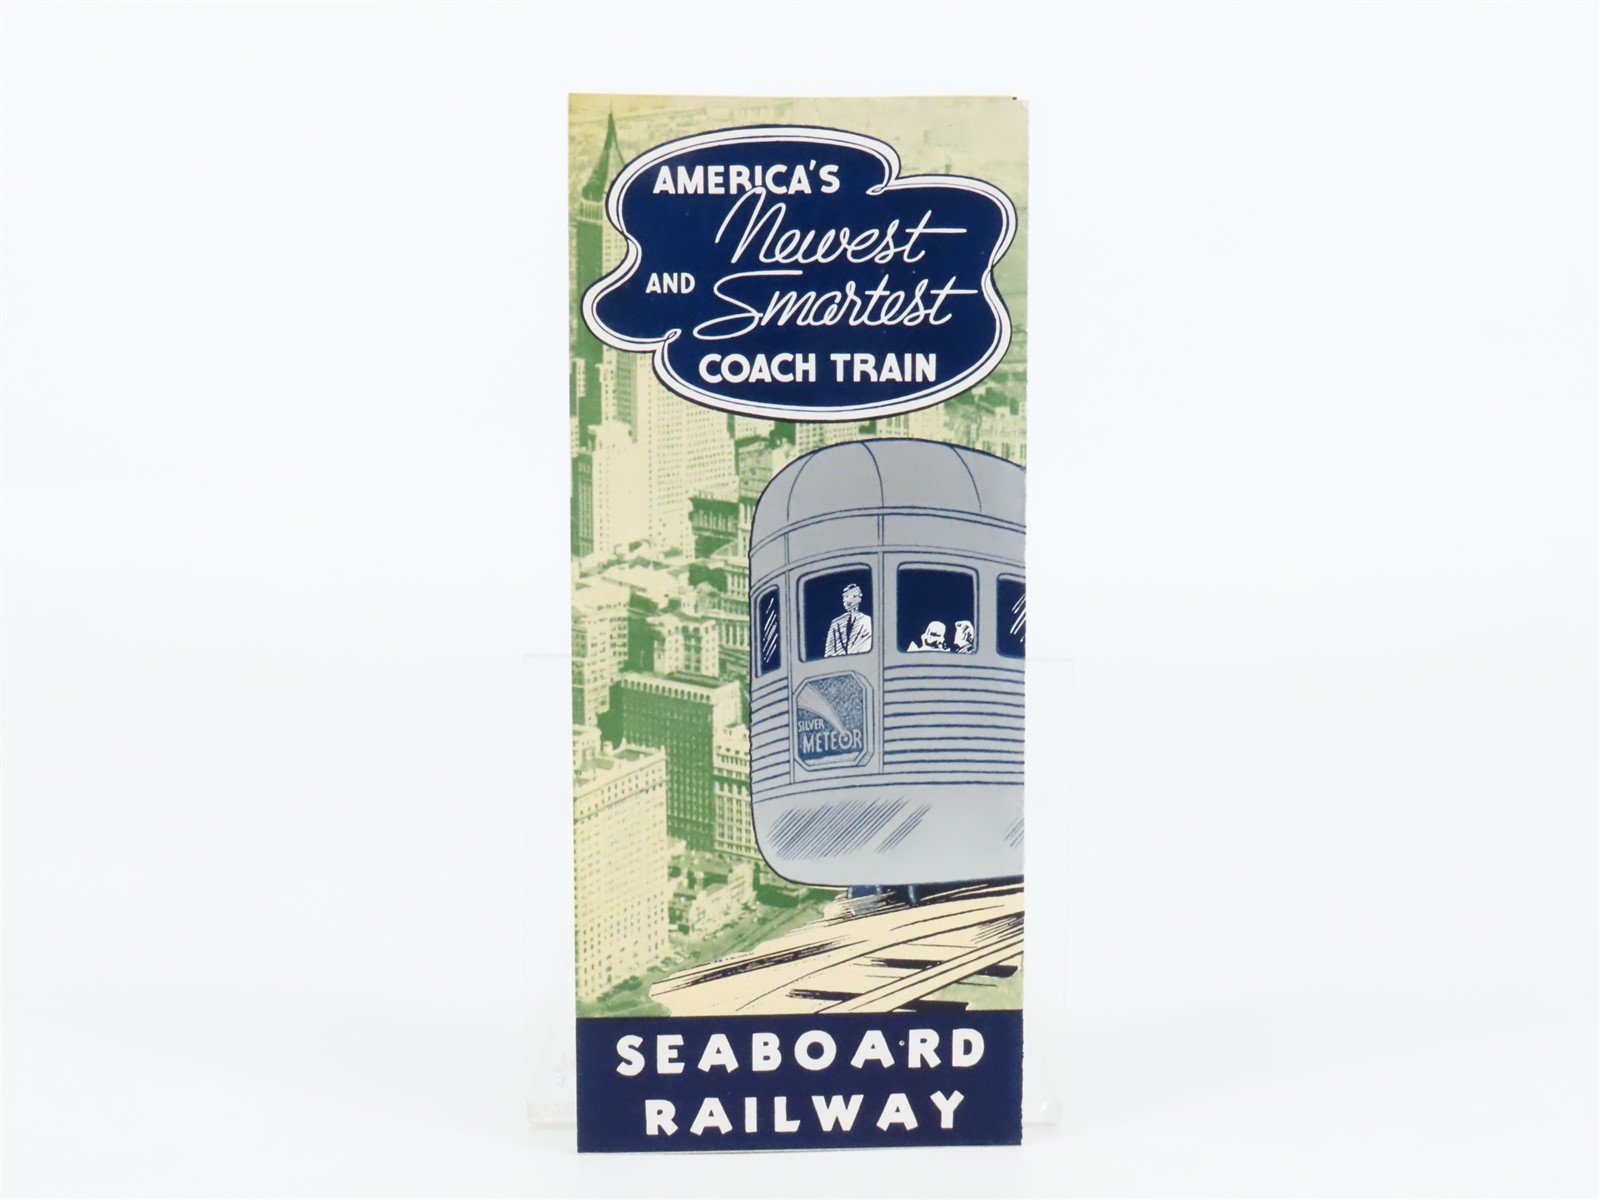 AMERICA'S
Newest
AND Smartest
COACH TRAIN
SILVER
METEOR
SEABOARD
RAILWAY